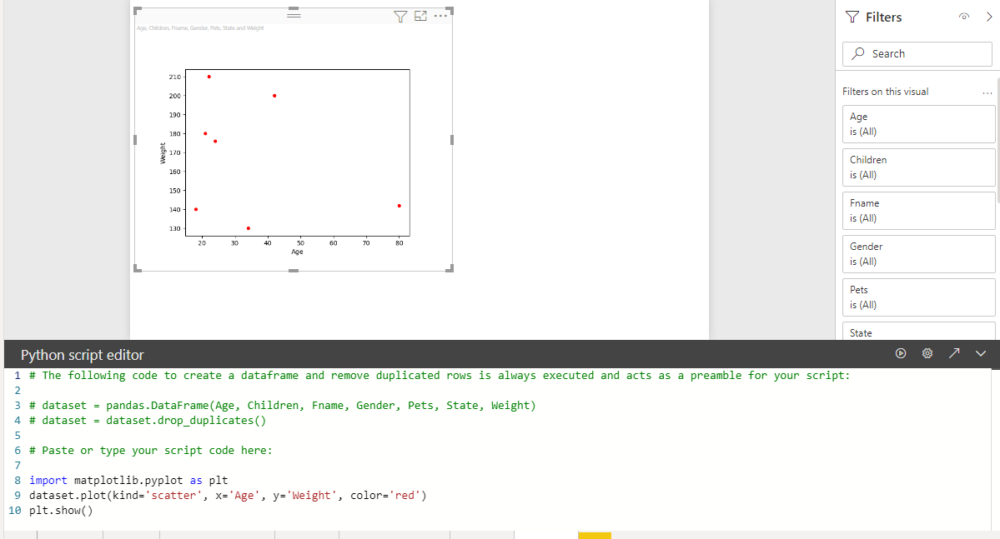 Age, Children, Fname, Gender, Pets, State and Weight
210
200
190
180
170
160
150
140
130
Weight
20 30 40 50 60 70 80
Age
Filters
Search
Filters on this visual
Age
is (All)
Children
is (All)
Fname
is (All)
Gender
is (All)
Pets
is (All)
State
Python script editor
1 # The following code to create a dataframe and remove duplicated rows is always executed and acts as a preamble for your script:
2
3 # dataset = pandas.DataFrame(Age, Children, Fname, Gender, Pets, State, Weight)
4 # dataset = dataset.drop_duplicates()
5
6 # Paste or type your script code here:
7
8 import matplotlib.pyplot as plt
9 dataset.plot(kind='scatter', x='Age', y='Weight', color='red')
10 plt.show()